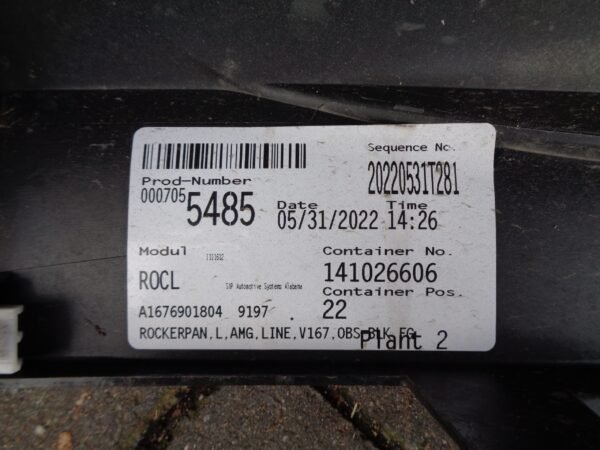 Sequence No.
20220531T281
Prod-Number
000705 5485
Date Time
05/31/2022 14:26
Modul
Container No.
ROCL
SMP Automotive Systems Alabama
141026606
Container Pos.
A1676901804 9197
22
ROCKERPAN,L,AMG,LINE,V167,OBS BLK,FG
Plant 2